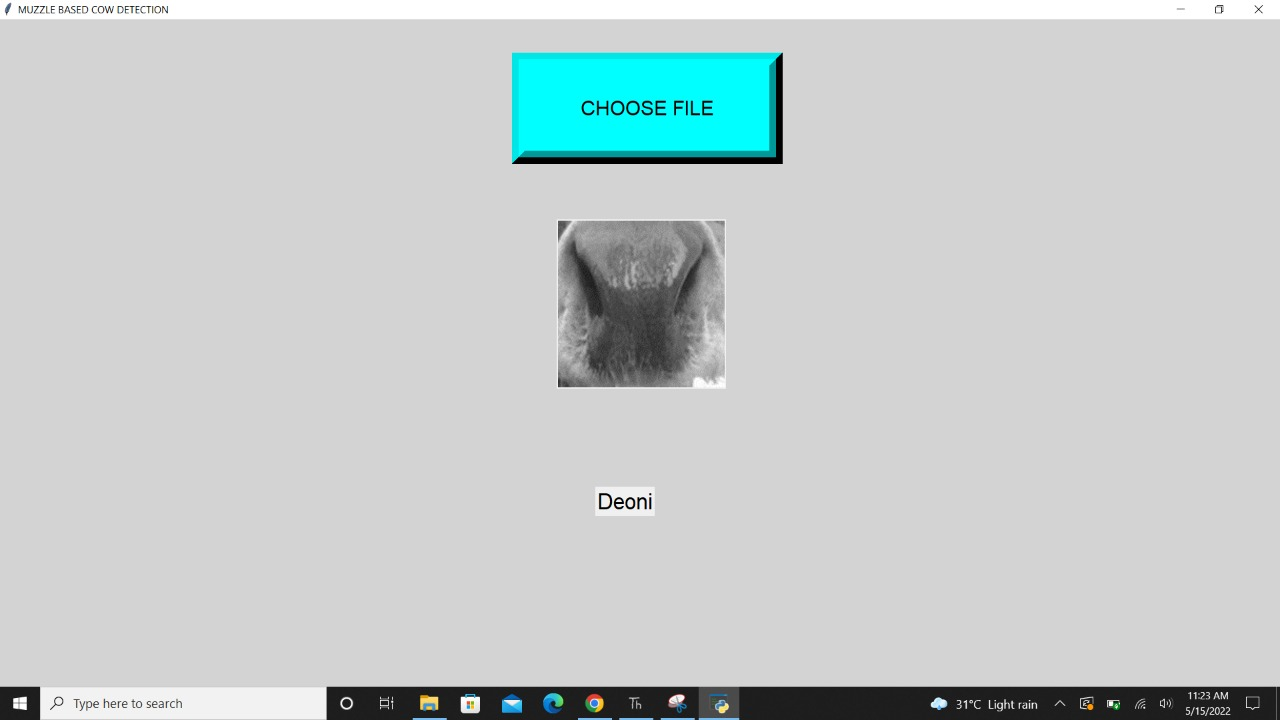 MUZZLE BASED COW DETECTION
CHOOSE FILE
Deoni
Type here to search
31°C Light rain
11:23 AM
5/15/2022